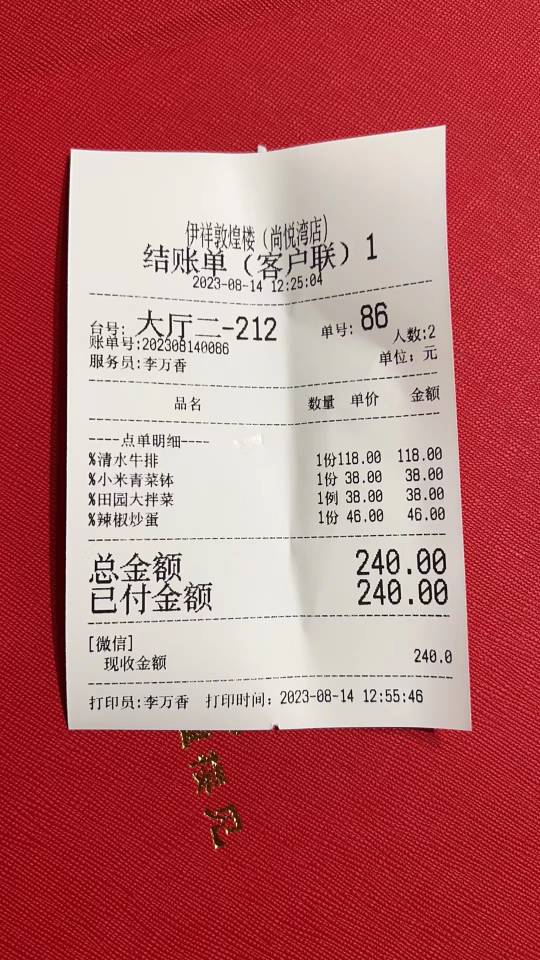 伊祥敦煌楼（尚悦湾店）
结账单（客户联）1
2023-08-14 12:25:04
台号: 大厅二-212 单号: 86
账单号:202308140086 人数:2
服务员:李万香 单位: 元
品名 数量 单价 金额
----点单明细----
%清水牛排 1份118.00 118.00
%小米青菜钵 1份 38.00 38.00
%田园大拌菜 1例 38.00 38.00
%辣椒炒蛋 1份 46.00 46.00
总金额 240.00
已付金额 240.00
[微信]
现收金额 240.0
打印员:李万香 打印时间: 2023-08-14 12:55:46